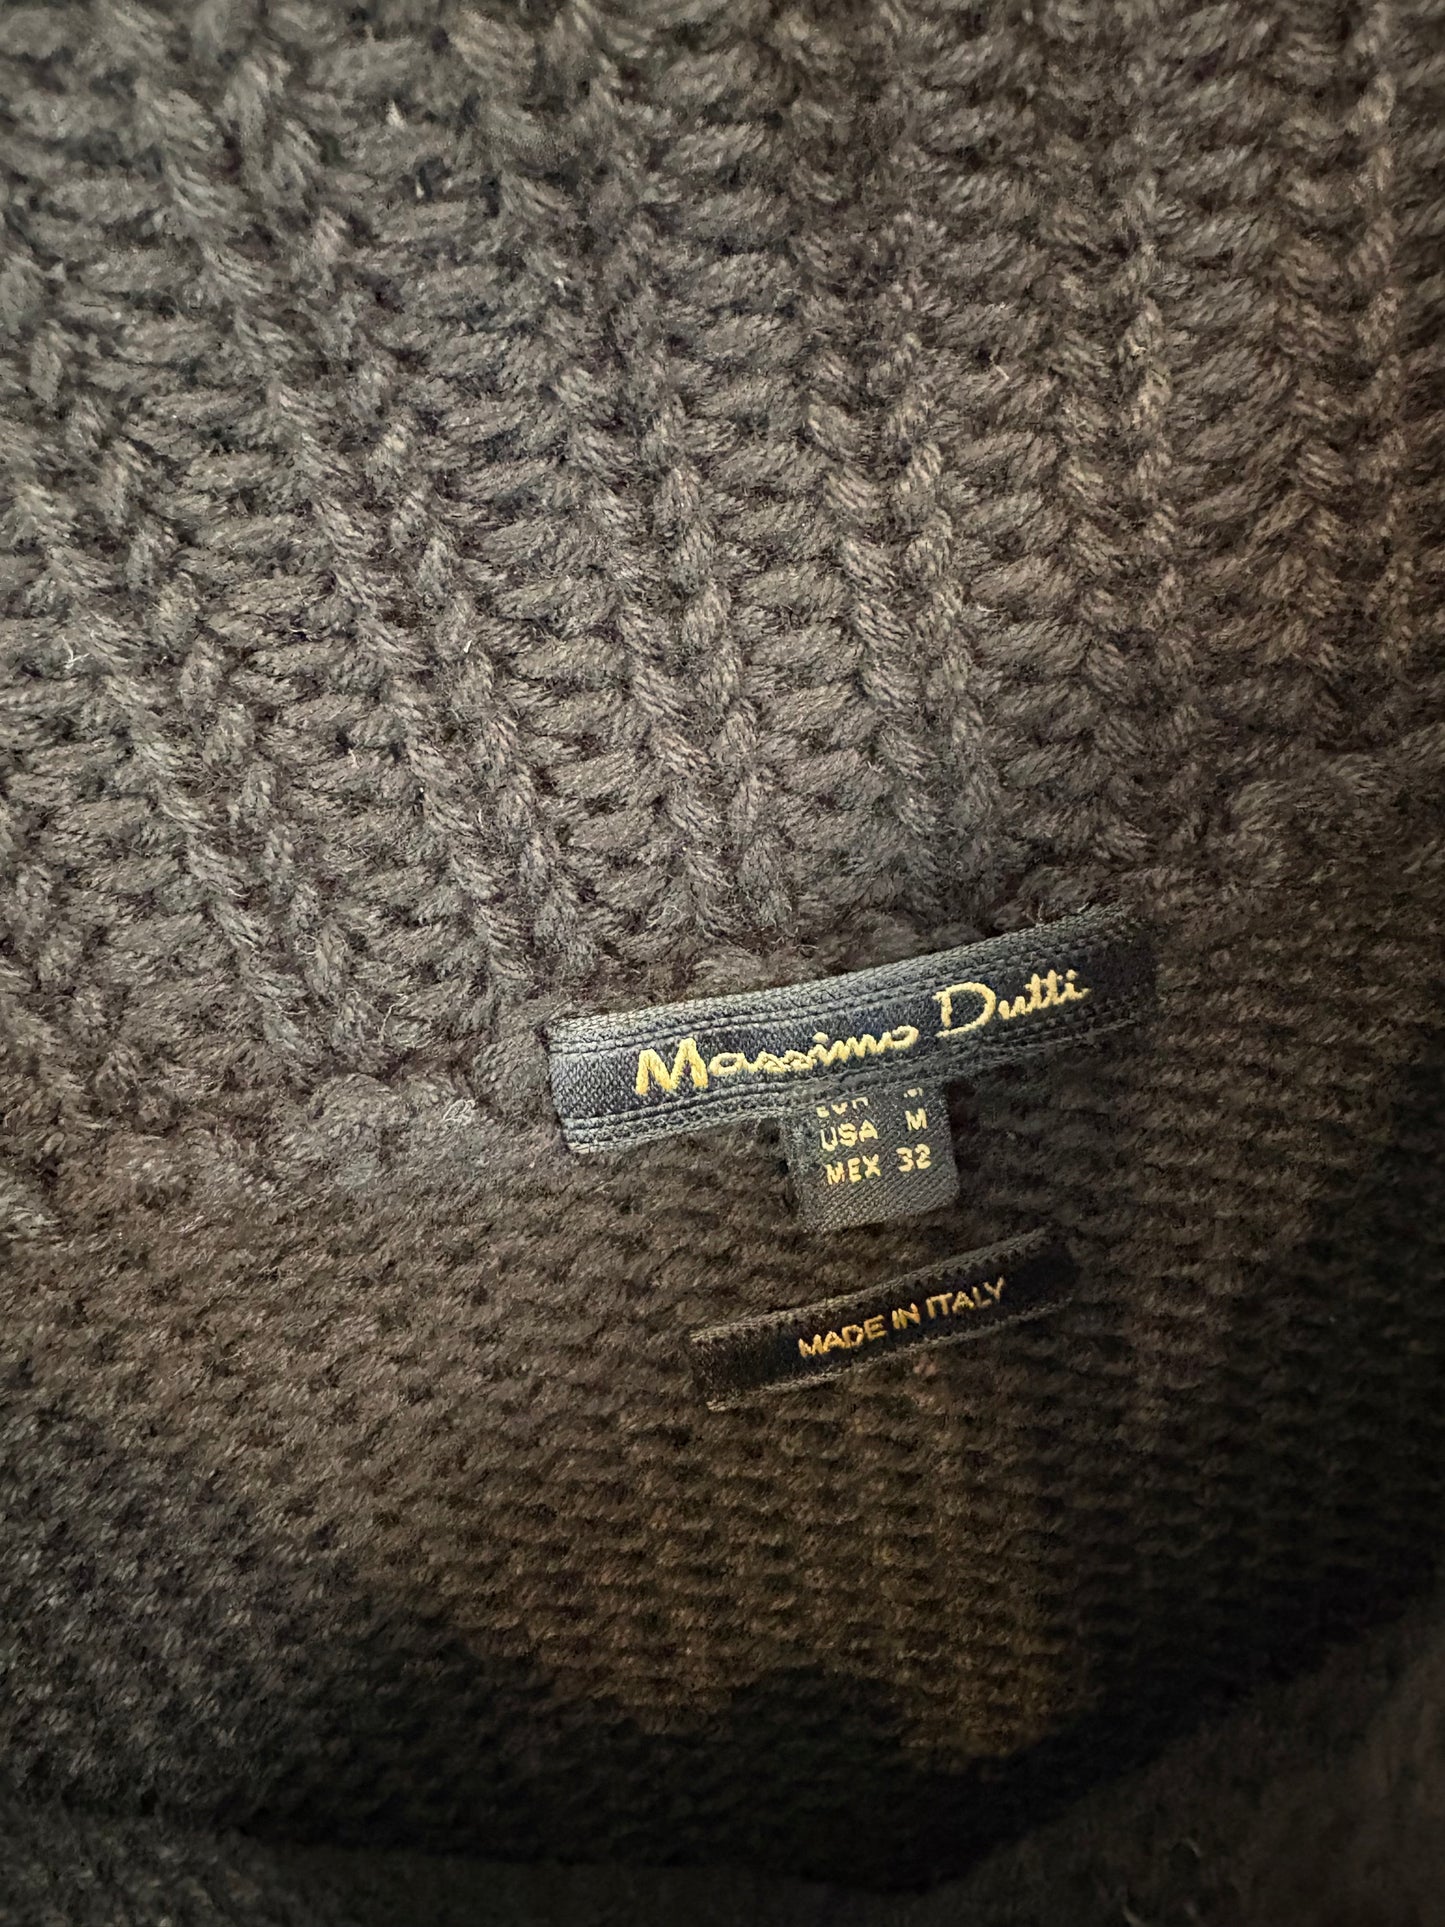 Massimo Dutti
USA M
MEX 32
MADE IN ITALY